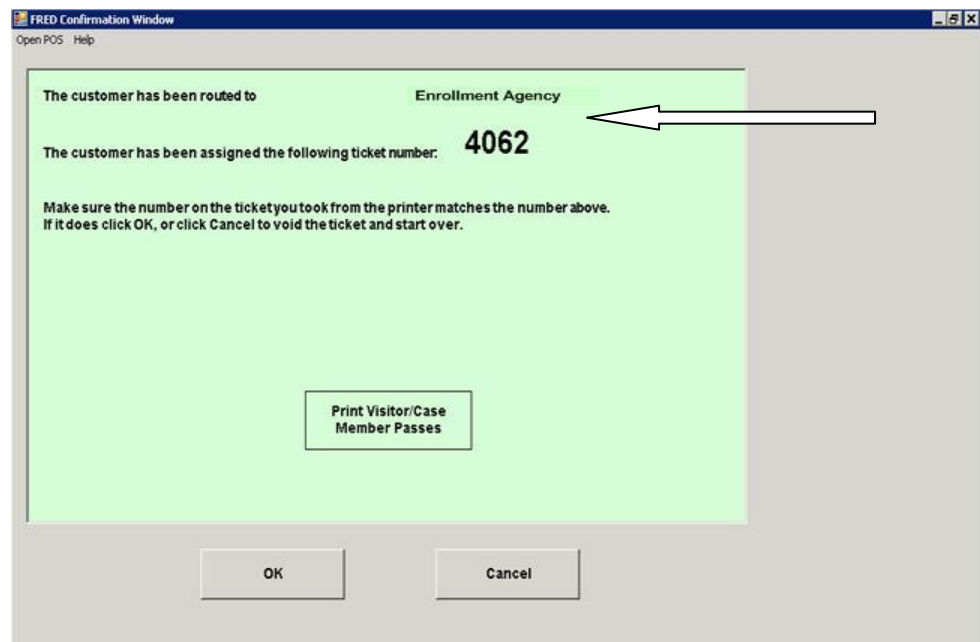 FRED Confirmation Window
Open POS Help
The customer has been routed to Enrollment Agency
The customer has been assigned the following ticket number: 4062
Make sure the number on the ticket you took from the printer matches the number above.
If it does click OK, or click Cancel to void the ticket and start over.
Print Visitor/Case
Member Passes
OK Cancel